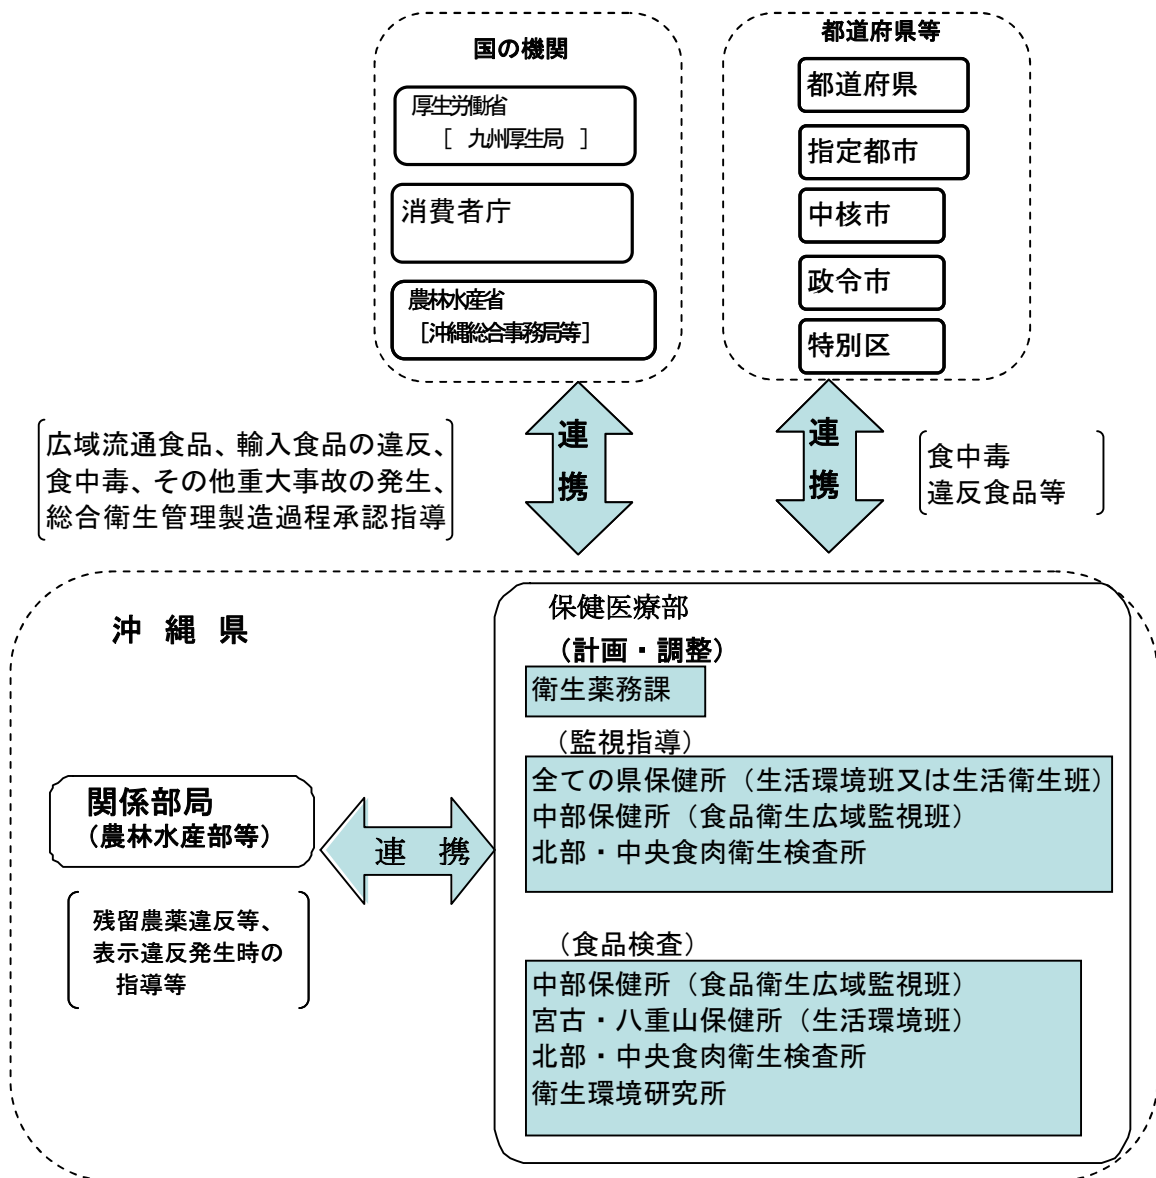 国の機関
厚生労働省
［ 九州厚生局 ］
消費者庁
農林水産省
［沖縄総合事務局等］
都道府県等
都道府県
指定都市
中核市
政令市
特別区
広域流通食品、輸入食品の違反、
食中毒、その他重大事故の発生、
総合衛生管理製造過程承認指導
連
携
連
携
食中毒
違反食品等
沖 縄 県
関係部局
（農林水産部等）
残留農薬違反等、
表示違反発生時の
指導等
連 携
保健医療部
（計画・調整）
衛生薬務課
（監視指導）
全ての県保健所（生活環境班又は生活衛生班）
中部保健所（食品衛生広域監視班）
北部・中央食肉衛生検査所
（食品検査）
中部保健所（食品衛生広域監視班）
宮古・八重山保健所（生活環境班）
北部・中央食肉衛生検査所
衛生環境研究所